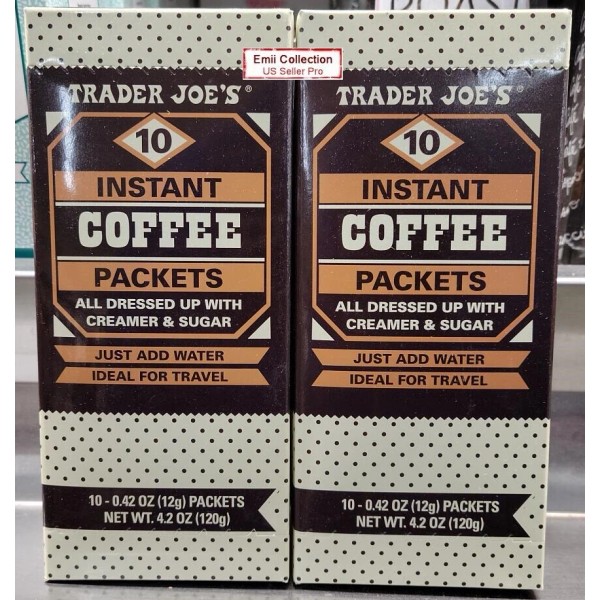 Emii Collection
US Seller Pro
TRADER JOE'S®
10
INSTANT
COFFEE
PACKETS
ALL DRESSED UP WITH
CREAMER & SUGAR
JUST ADD WATER
IDEAL FOR TRAVEL
10 - 0.42 OZ (12g) PACKETS
NET WT. 4.2 OZ (120g)
TRADER JOE'S®
10
INSTANT
COFFEE
PACKETS
ALL DRESSED UP WITH
CREAMER & SUGAR
JUST ADD WATER
IDEAL FOR TRAVEL
10 - 0.42 OZ (12g) PACKETS
NET WT. 4.2 OZ (120g)